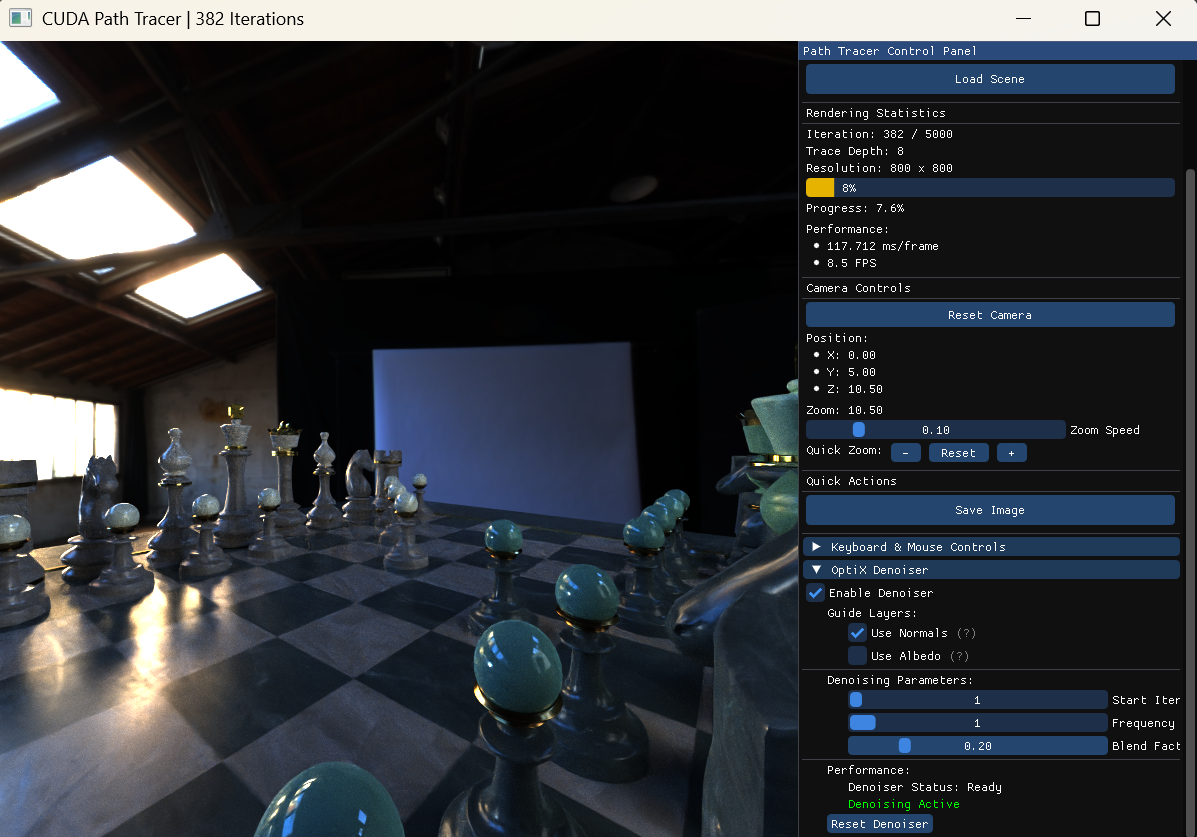 CUDA Path Tracer | 382 Iterations
Path Tracer Control Panel
Load Scene
Rendering Statistics
Iteration: 382 / 5000
Trace Depth: 8
Resolution: 800 x 800
8%
Progress: 7.6%
Performance:
117.712 ms/frame
8.5 FPS
Camera Controls
Reset Camera
Position:
X: 0.00
Y: 5.00
Z: 10.50
Zoom: 10.50
0.10 Zoom Speed
Quick Zoom: - Reset +
Quick Actions
Save Image
Keyboard & Mouse Controls
OptiX Denoiser
Enable Denoiser
Guide Layers:
Use Normals (?)
Use Albedo (?)
Denoising Parameters:
1 Start Iter
1 Frequency
0.20 Blend Fact
Performance:
Denoiser Status: Ready
Denoising Active
Reset Denoiser